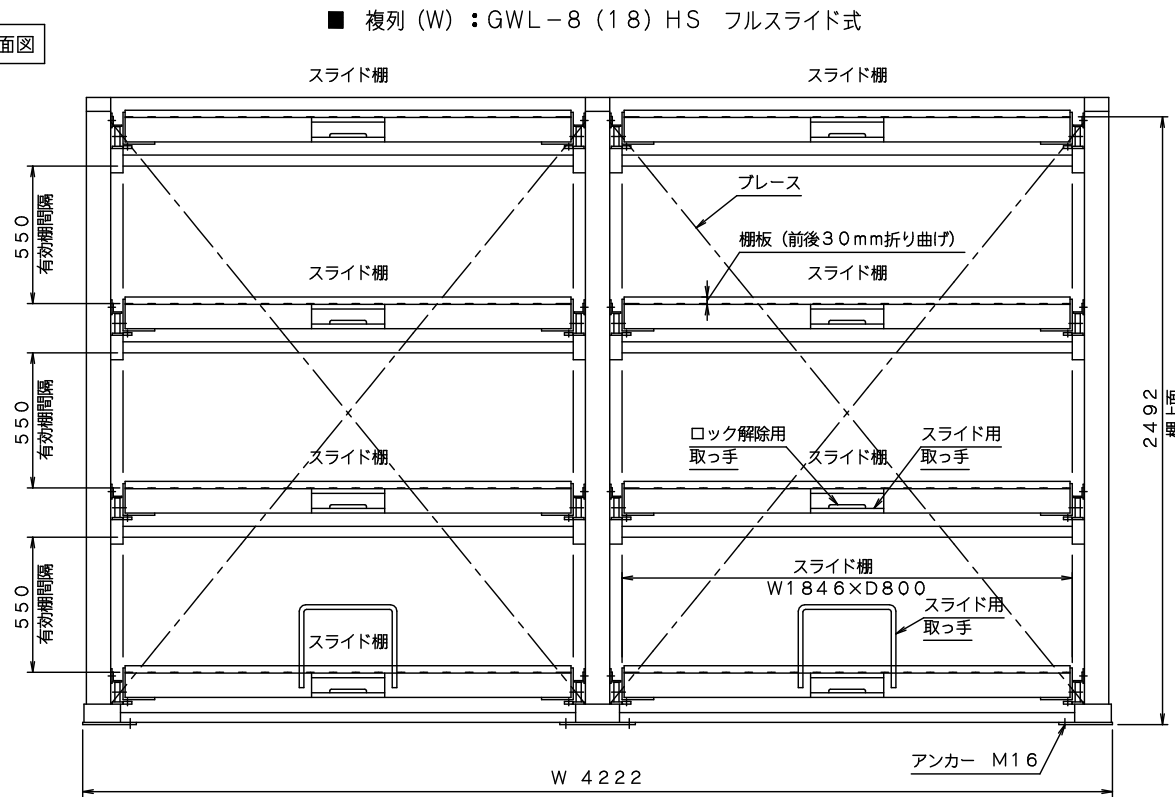 ■ 複列（W）：GWL－8（18）HS フルスライド式
面図
スライド棚
スライド棚
ブレース
棚板（前後30mm折り曲げ）
スライド棚
スライド棚
550
有効棚間隔
ロック解除用
取っ手
スライド用
取っ手
スライド棚
スライド棚
550
有効棚間隔
2492
棚上面
スライド棚
W1846×D800
スライド用
取っ手
スライド棚
550
有効棚間隔
アンカー M16
W 4222